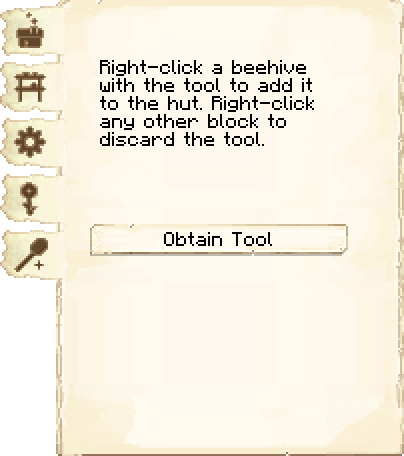 Right-click a beehive
with the tool to add it
to the hut. Right-click
any other block to
discard the tool.
Obtain Tool